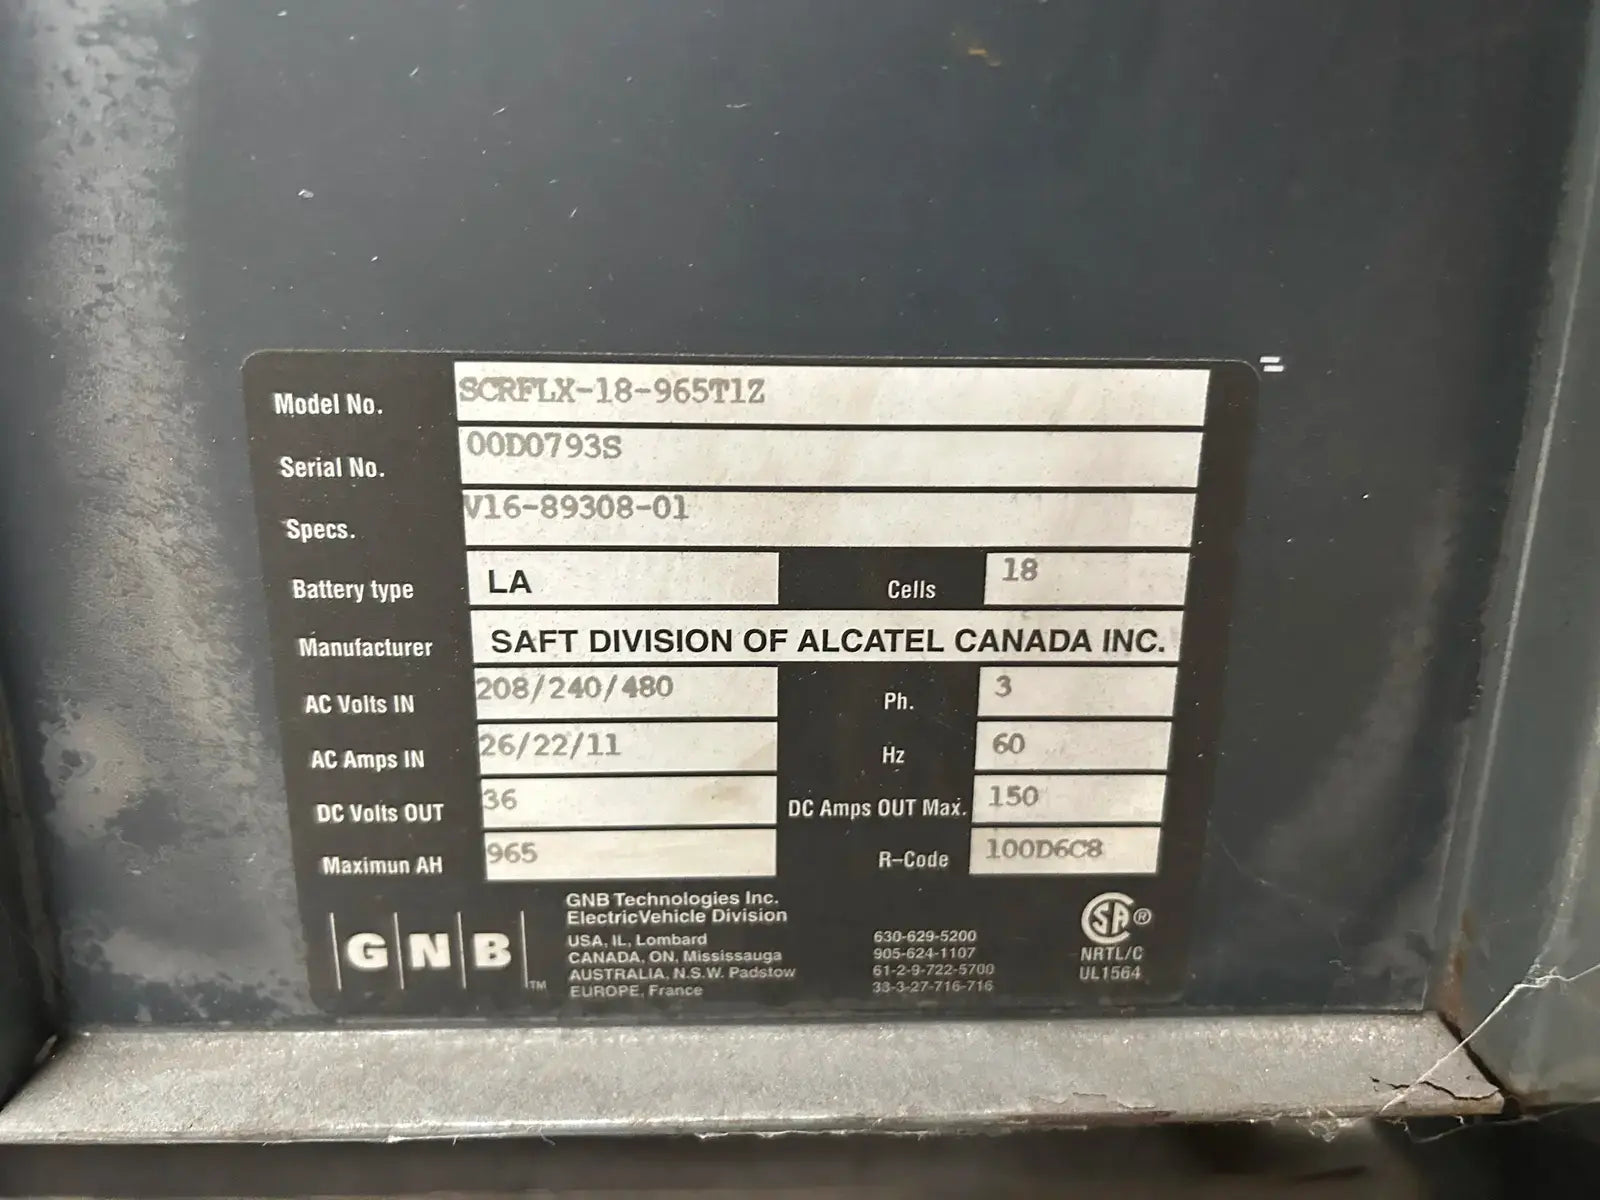 Model No. SCRFLX-18-965T1Z
Serial No. 00D0793S
Specs. V16-89308-01
Battery type LA Cells 18
Manufacturer SAFT DIVISION OF ALCATEL CANADA INC.
AC Volts IN 208/240/480 Ph. 3
AC Amps IN 26/22/11 Hz 60
DC Volts OUT 36 DC Amps OUT Max. 150
Maximun AH 965 R-Code 100D6C8
GNB TM
GNB Technologies Inc.
Electric Vehicle Division
USA, IL, Lombard 630-629-5200
CANADA, ON, Mississauga 905-624-1107
AUSTRALIA, N.S.W. Padstow 61-2-9-722-5700
EUROPE, France 33-3-27-716-716
SA ®
NRTL/C
UL1564